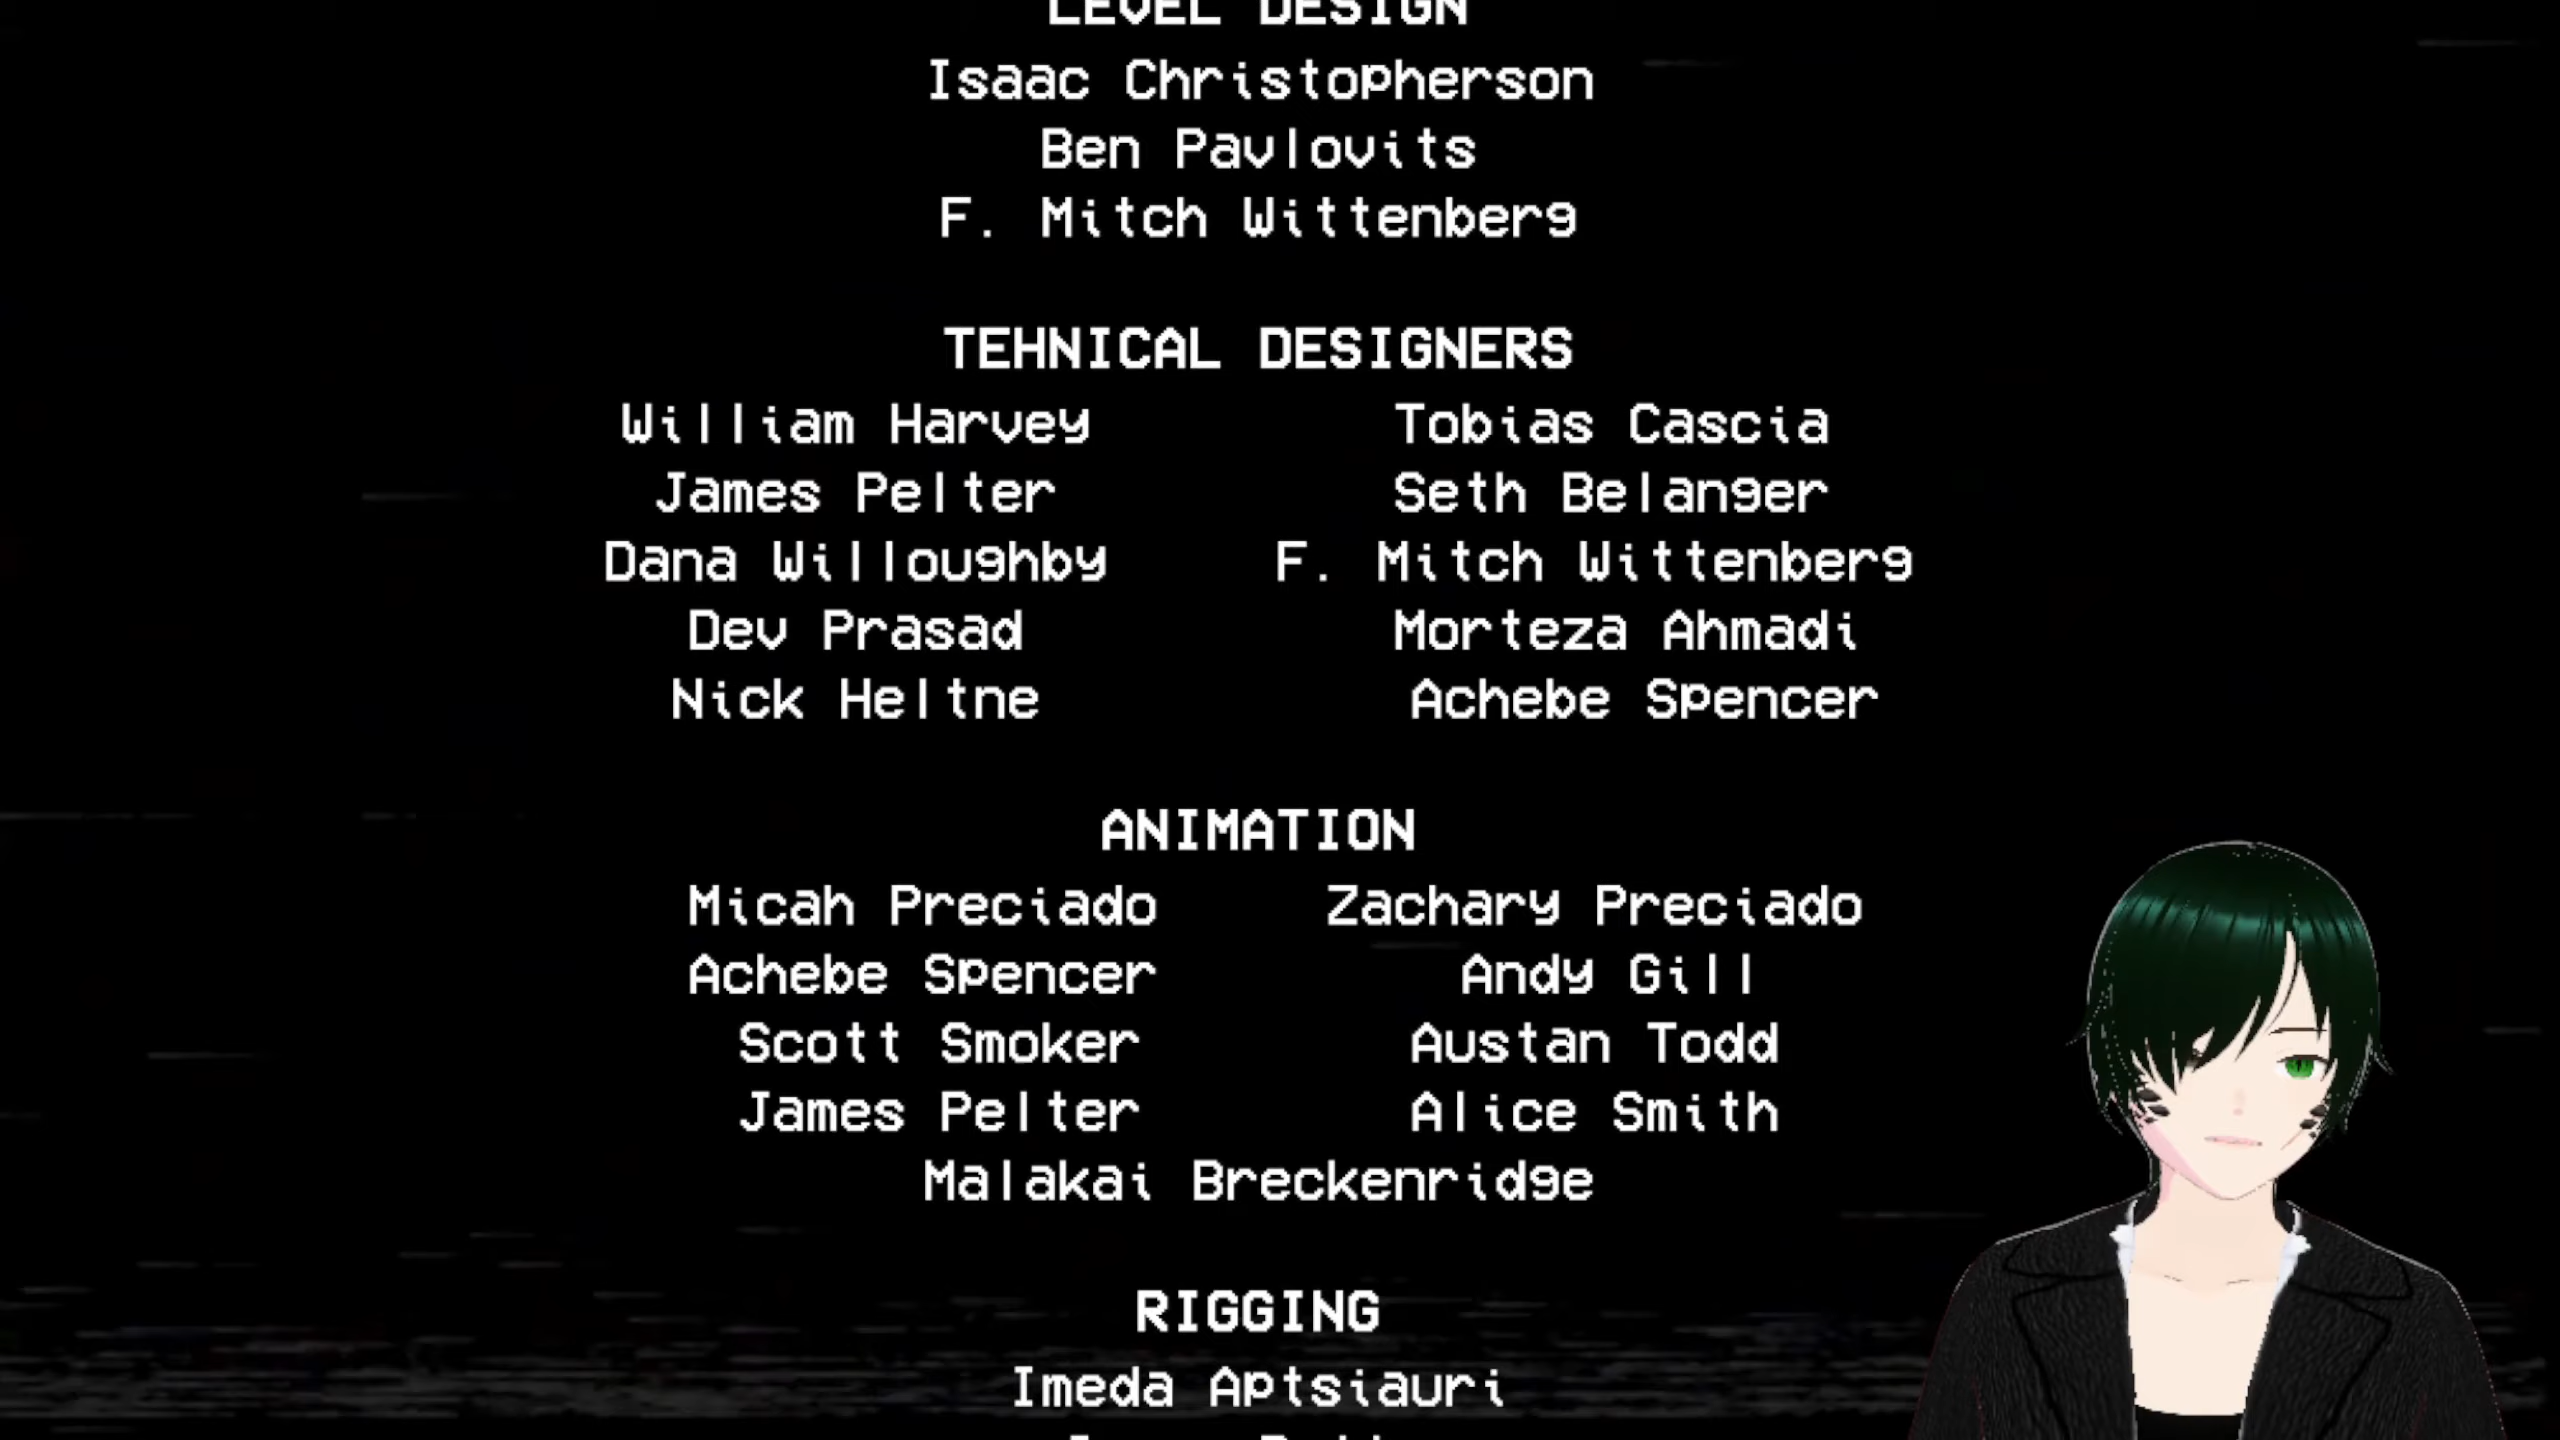 LEVEL DESIGN
Isaac Christopherson
Ben Pavlovits
F. Mitch Wittenberg
TEHNICAL DESIGNERS
William Harvey Tobias Cascia
James Pelter Seth Belanger
Dana Willoughby F. Mitch Wittenberg
Dev Prasad Morteza Ahmadi
Nick Heltne Achebe Spencer
ANIMATION
Micah Preciado Zachary Preciado
Achebe Spencer Andy Gill
Scott Smoker Austan Todd
James Pelter Alice Smith
Malakai Breckenridge
RIGGING
Imeda Aptsiauri